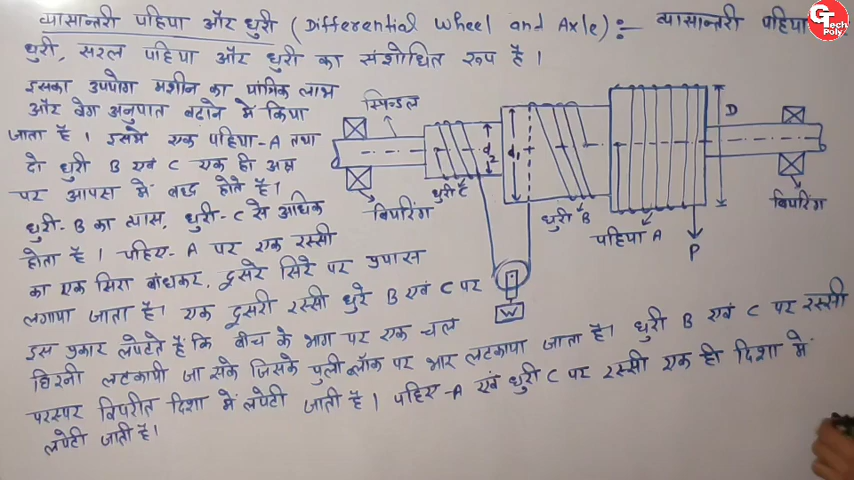 व्यासान्तरी पहिया और धुरी (Differential Wheel and Axle) :- व्यासान्तरी पहिया
धुरी, सरल पहिया और धुरी का संशोधित रूप है।
इसका उपयोग मशीन का यांत्रिक लाभ
और वेग अनुपात बढाने में किया
जाता है। इसमे एक पहिया-A तथा
दो धुरी B एवं C एक ही अक्ष
पर आपस में बद्ध होते है।
धुरी-B का व्यास, धुरी-C से अधिक
होता है। पहिए-A पर एक रस्सी
का एक सिरा बांधकर, दूसरे सिरे पर प्रयास
लगाया जाता है। एक दूसरी रस्सी धुरे B एवं C पर
इस प्रकार लपेटते हैं कि बीच के भाग पर एक चल
घिरनी लटकायी जा सके जिसके पुली ब्लॉक पर भार लटकाया जाता है। धुरी B एवं C पर रस्सी
परस्पर विपरीत दिशा में लपेटी जाती है। पहिए-A एवं धुरी C पर रस्सी एक ही दिशा मे
लपेटी जाती है।
स्पिन्डल
बियरिंग
धुरी C
d2
d1
धुरी B
पहिया A
D
P
W
बियरिंग
GTech Poly